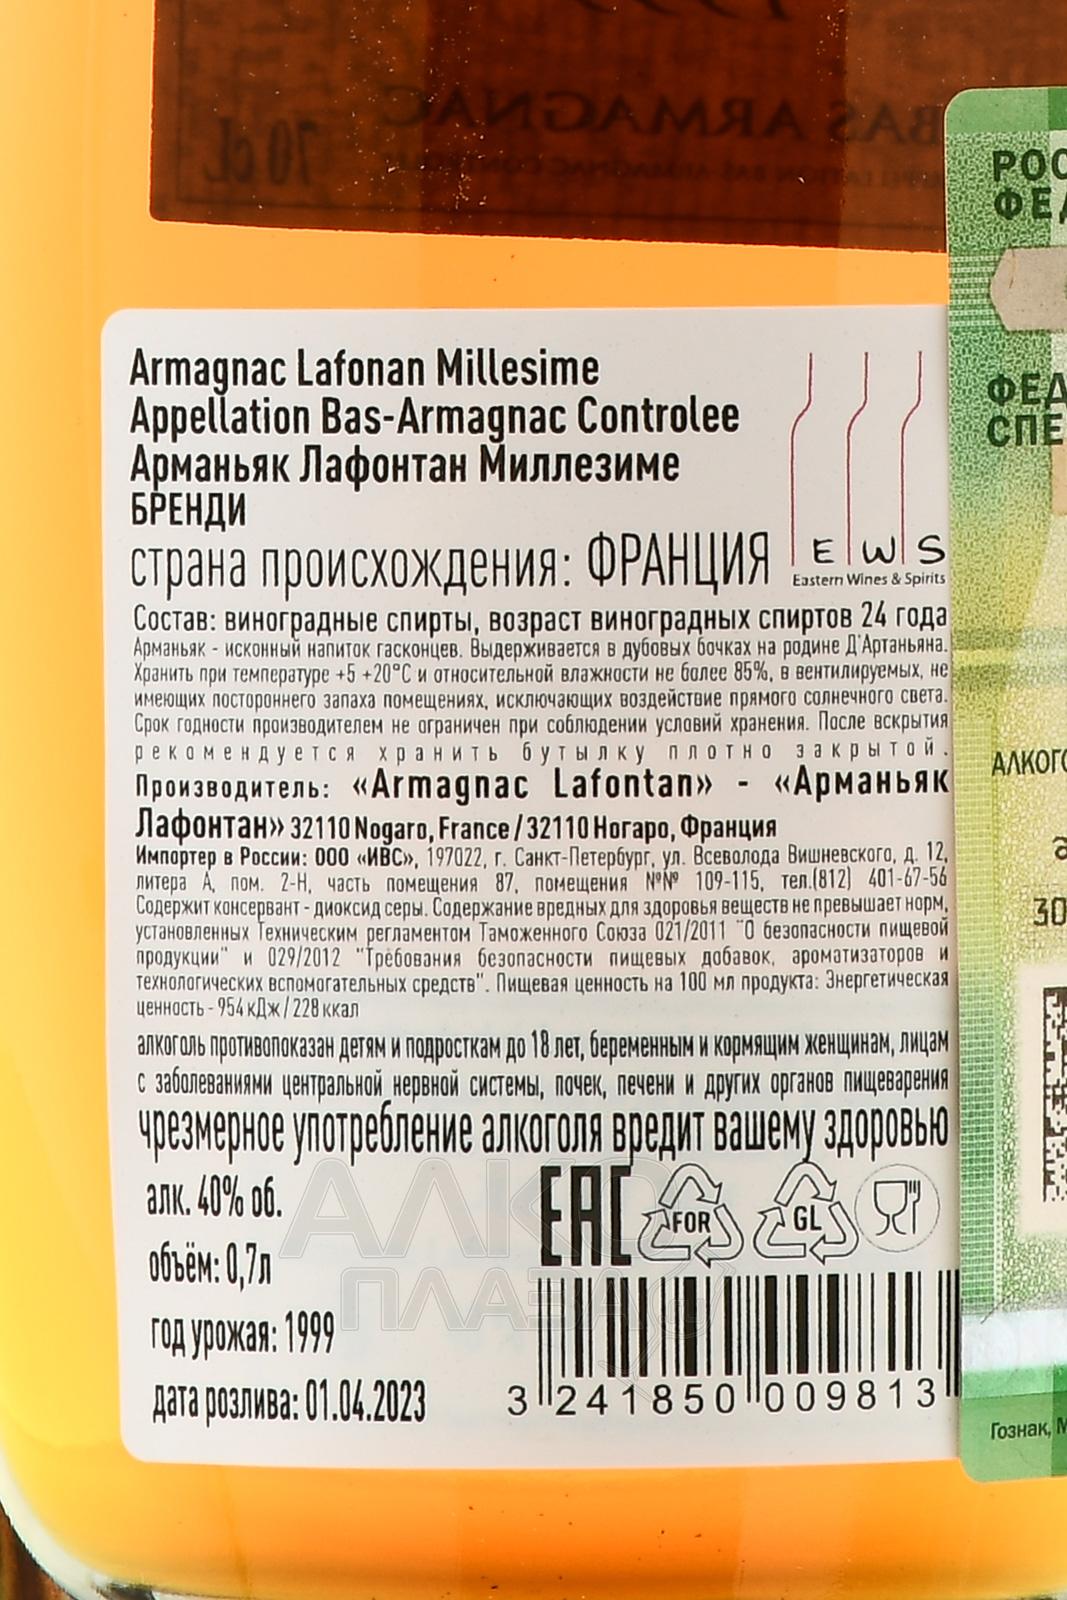 BAS ARMAGNAC
70 cL
Armagnac Lafonan Millesime
Appellation Bas-Armagnac Controlee
Арманьяк Лафонтан Миллезиме
БРЕНДИ
страна происхождения: ФРАНЦИЯ
E W S
Eastern Wines & Spirits
Состав: виноградные спирты, возраст виноградных спиртов 24 года
Арманьяк - исконный напиток гасконцев. Выдерживается в дубовых бочках на родине Д'Артаньяна.
Хранить при температуре +5 +20°С и относительной влажности не более 85%, в вентилируемых, не
имеющих постороннего запаха помещениях, исключающих воздействие прямого солнечного света.
Срок годности производителем не ограничен при соблюдении условий хранения. После вскрытия
рекомендуется хранить бутылку плотно закрытой.
Производитель: «Armagnac Lafontan» - «Арманьяк
Лафонтан» 32110 Nogaro, France / 32110 Ногаро, Франция
Импортер в России: ООО «ИВС», 197022, г. Санкт-Петербург, ул. Всеволода Вишневского, д. 12,
литера А, пом. 2-Н, часть помещения 87, помещения №№ 109-115, тел.(812) 401-67-56
Содержит консервант - диоксид серы. Содержание вредных для здоровья веществ не превышает норм,
установленных Техническим регламентом Таможенного Союза 021/2011 "О безопасности пищевой
продукции" и 029/2012 "Требования безопасности пищевых добавок, ароматизаторов и
технологических вспомогательных средств". Пищевая ценность на 100 мл продукта: Энергетическая
ценность - 954 кДж / 228 ккал
алкоголь противопоказан детям и подросткам до 18 лет, беременным и кормящим женщинам, лицам
с заболеваниями центральной нервной системы, почек, печени и других органов пищеварения
чрезмерное употребление алкоголя вредит вашему здоровью
алк. 40% об.
объём: 0,7л
год урожая: 1999
дата розлива: 01.04.2023
EAC
FOR
GL
3 241850 009813
АЛКО
ПЛАЗА
РОС
ФЕД
ФЕД
СПЕ
АЛКОГО
30
Гознак, М